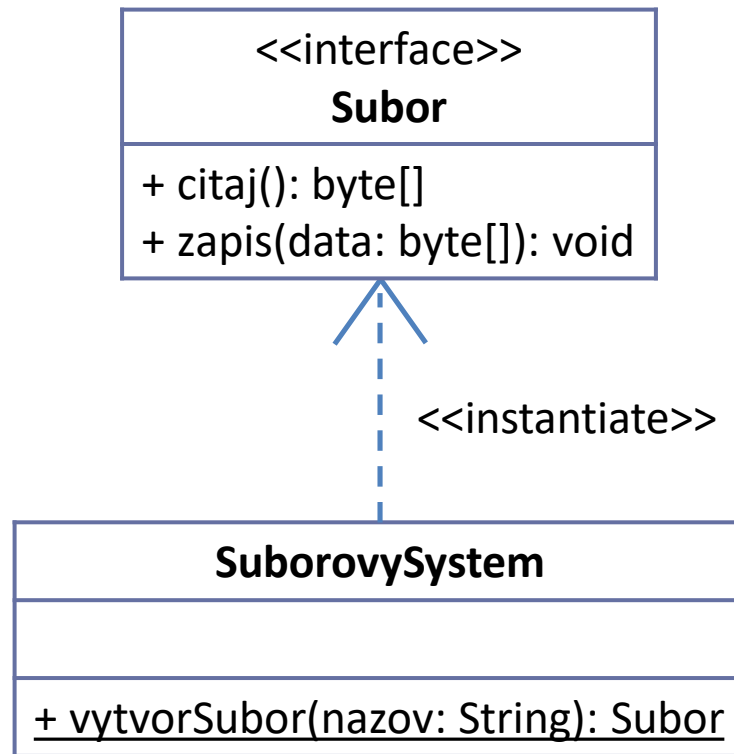 <<interface>>
Subor
+ citaj(): byte[]
+ zapis(data: byte[]): void
<<instantiate>>
SuborovySystem
+ vytvorSubor(nazov: String): Subor